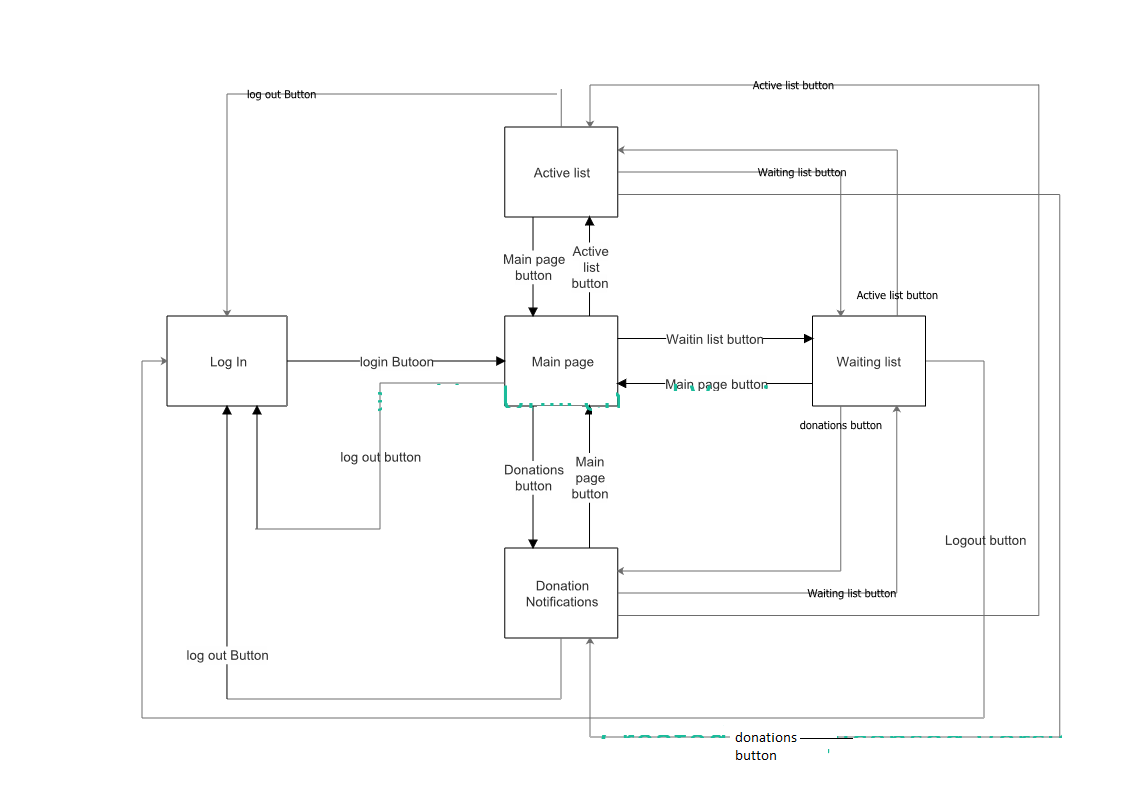 Active list button
log out Button
Active list
Waiting list button
Main page
button
Active
list
button
Active list button
Log In
login Butoon
Main page
Waitin list button
Waiting list
Main page button
donations button
log out button
Donations
button
Main
page
button
Logout button
Donation
Notifications
Waiting list button
log out Button
donations
button